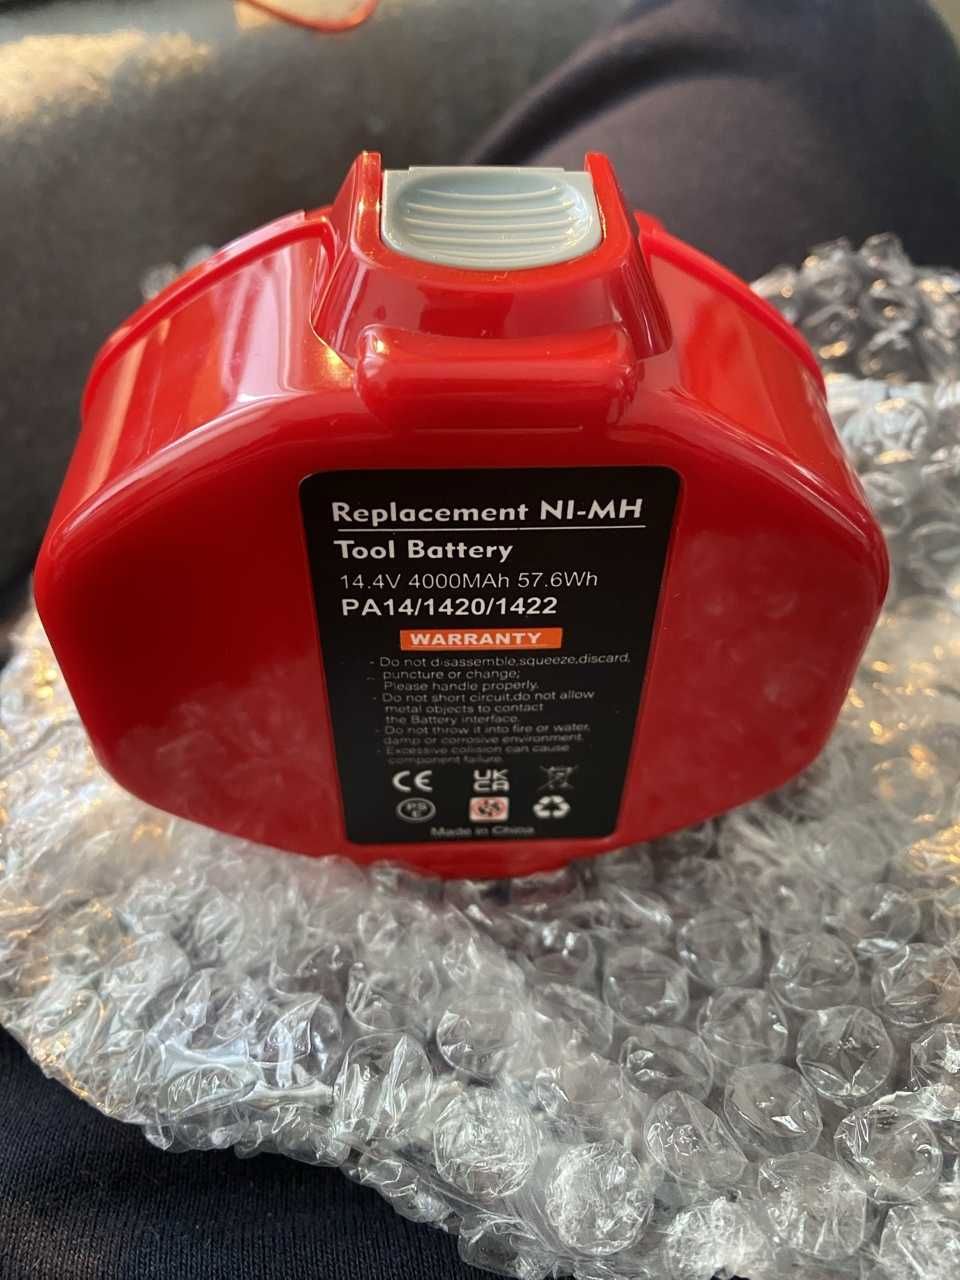 Replacement NI-MH
Tool Battery
14.4V 4000MAh 57.6Wh
PA14/1420/1422
WARRANTY
- Do not disassemble,squeeze,discard,
puncture or change;
Please handle properly.
- Do not short circuit,do not allow
metal objects to contact
the Battery interface.
- Do not throw it into fire or water,
damp or corrosive environment.
- Excessive collision can cause
component failure.
CE UK
CA
PS
E
Made in China